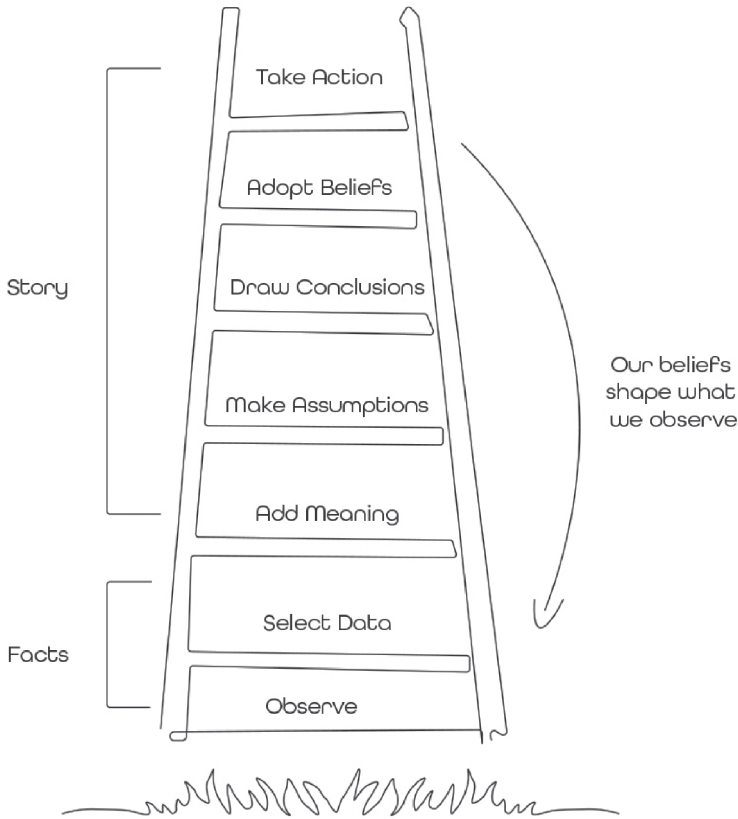 Take Action
Adopt Beliefs
Draw Conclusions
Make Assumptions
Add Meaning
Select Data
Observe
Story
Facts
Our beliefs
shape what
we observe